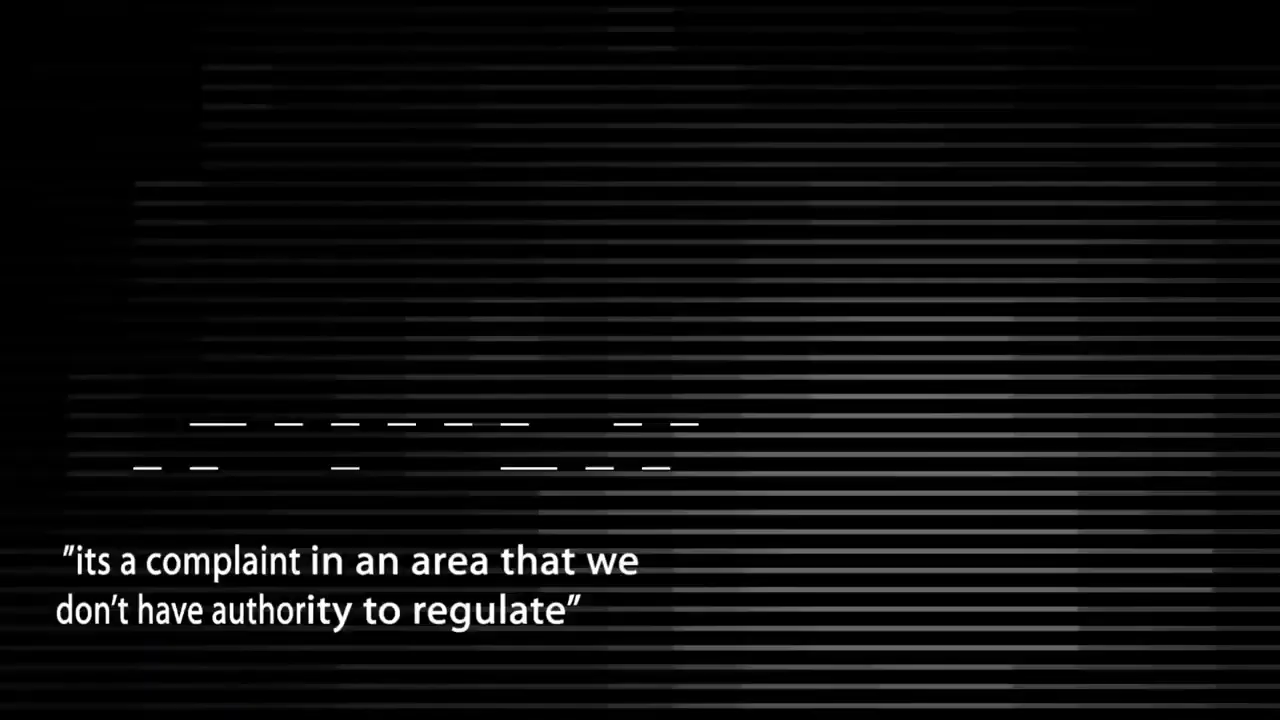 "its a complaint in an area that we
don't have authority to regulate"